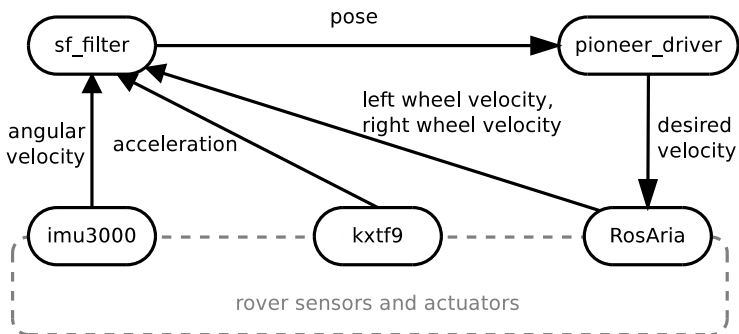 pose
sf_filter
pioneer_driver
left wheel velocity,
right wheel velocity
angular
velocity
acceleration
desired
velocity
imu3000
kxtf9
RosAria
rover sensors and actuators